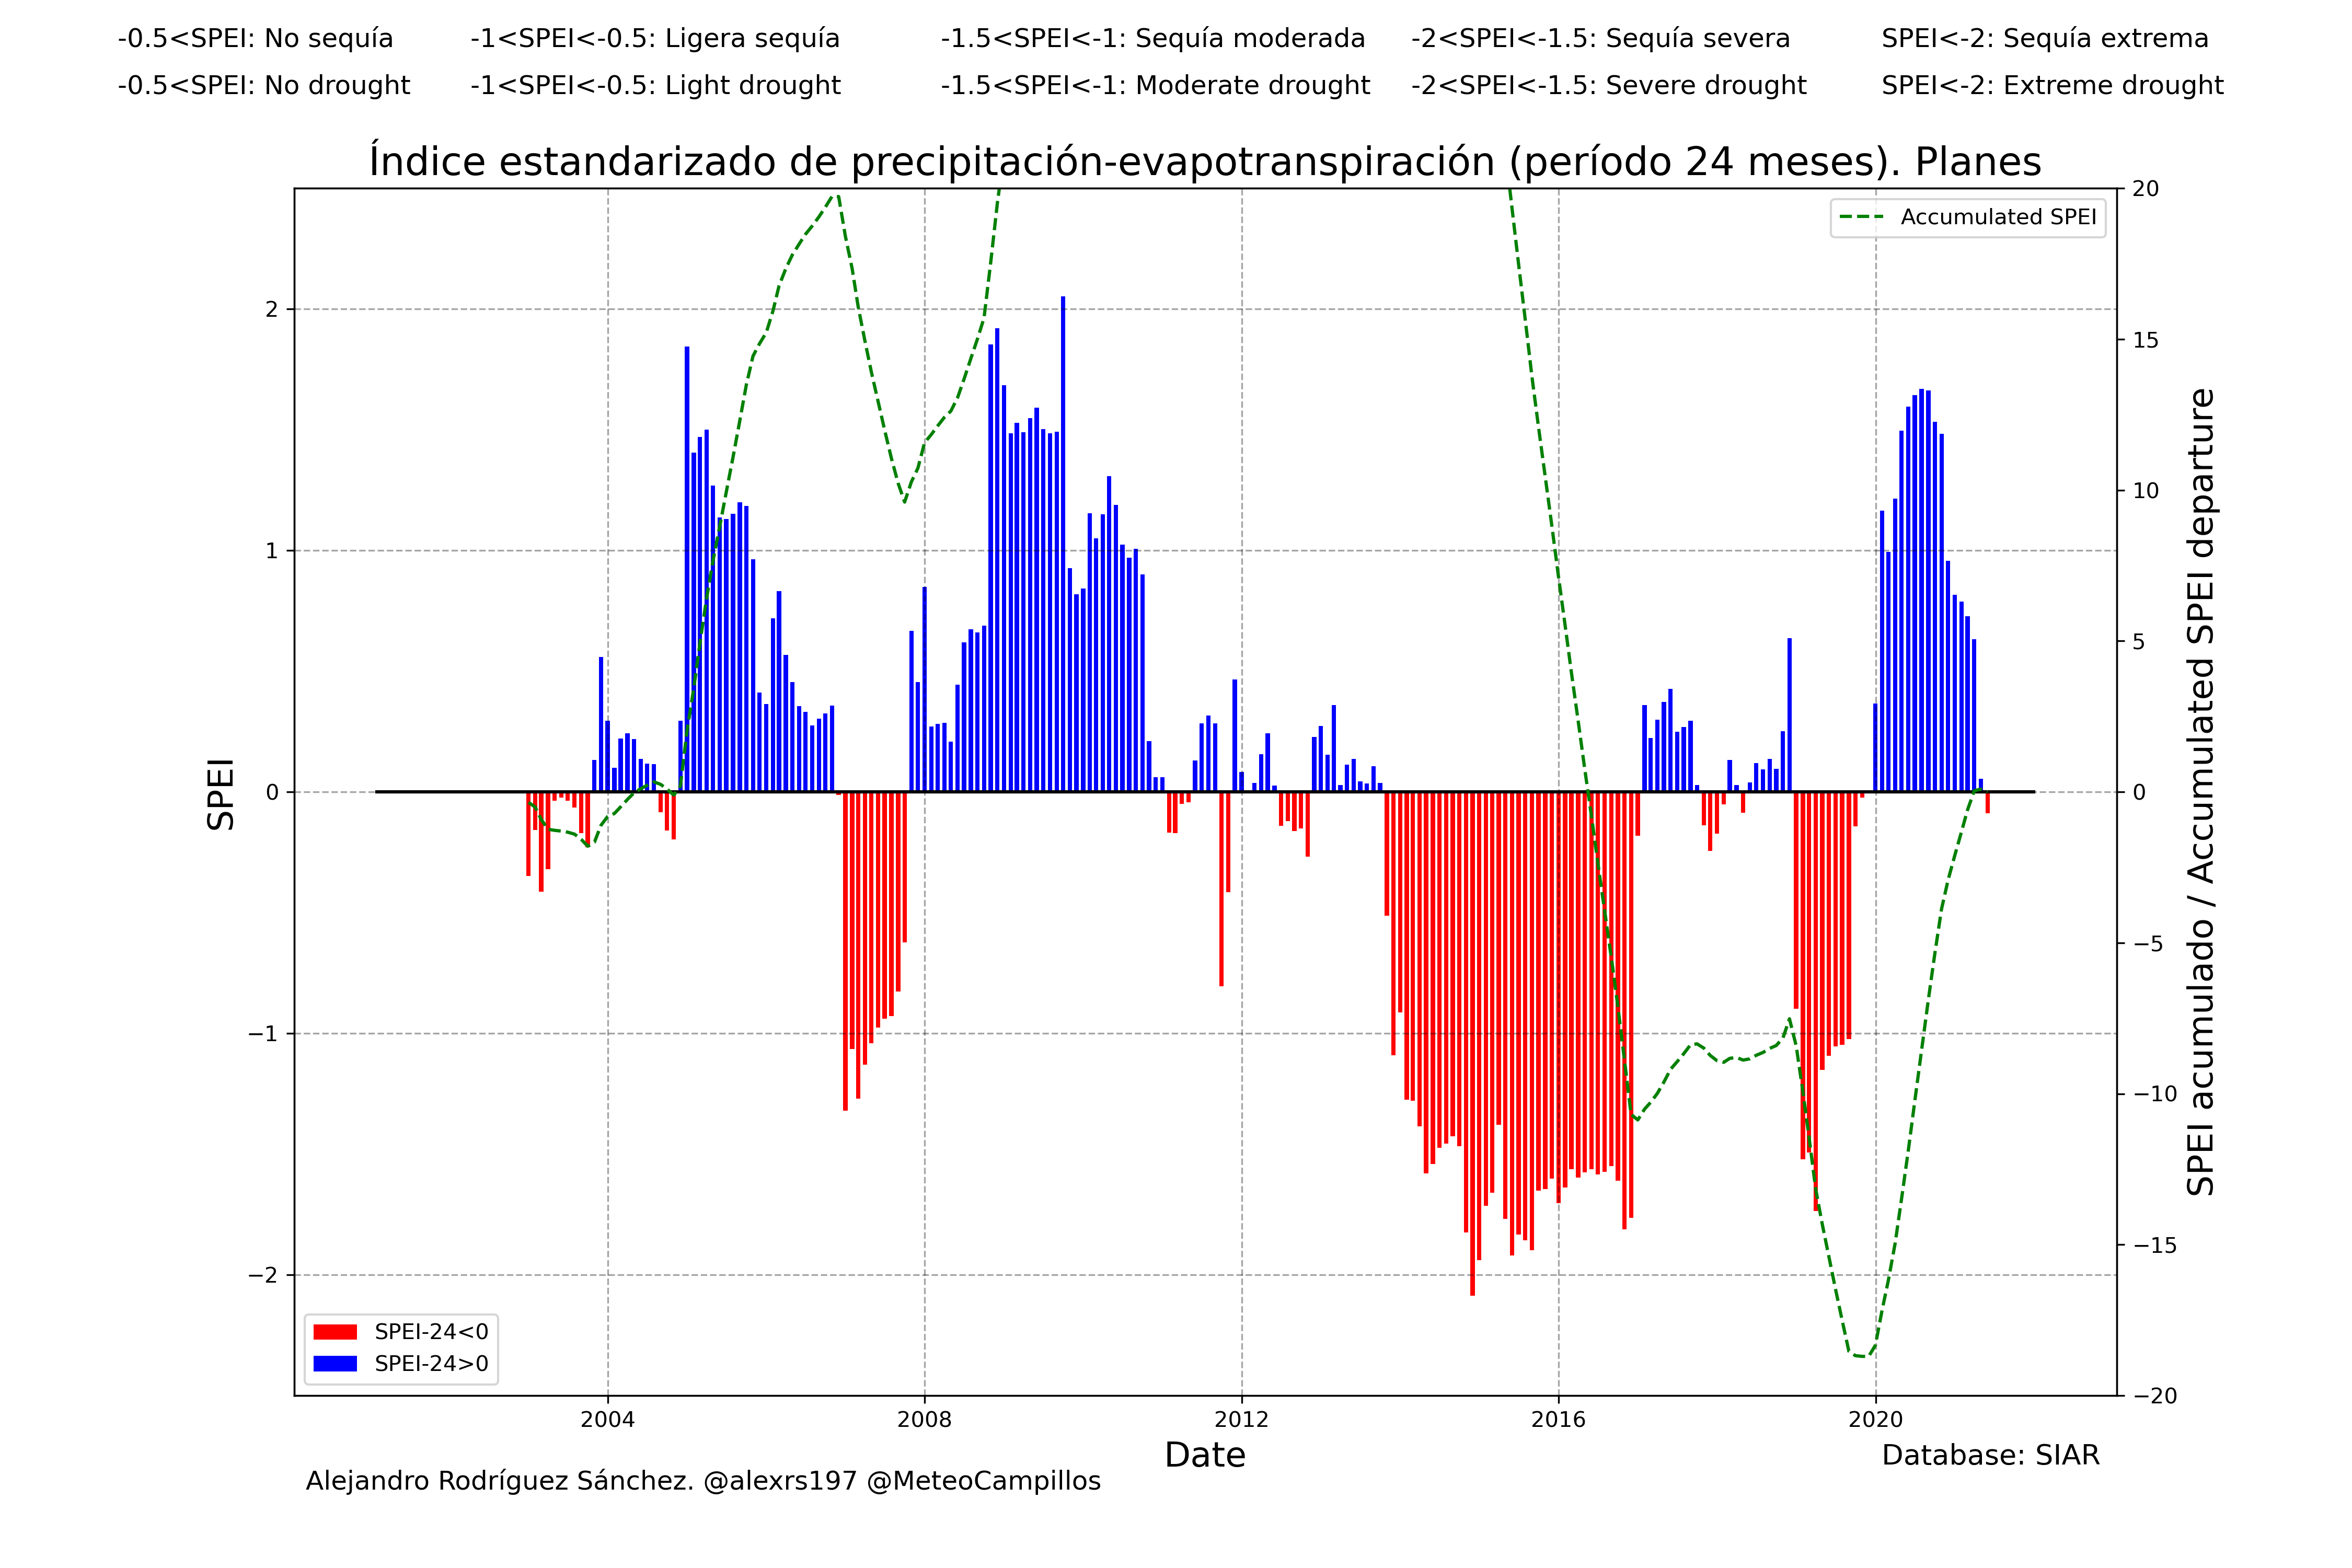 -0.5<SPEI: No sequía -1<SPEI<-0.5: Ligera sequía -1.5<SPEI<-1: Sequía moderada -2<SPEI<-1.5: Sequía severa SPEI<-2: Sequía extrema
-0.5<SPEI: No drought -1<SPEI<-0.5: Light drought -1.5<SPEI<-1: Moderate drought -2<SPEI<-1.5: Severe drought SPEI<-2: Extreme drought
Índice estandarizado de precipitación-evapotranspiración (período 24 meses). Planes
SPEI
2
1
0
−1
−2
Accumulated SPEI
20
15
10
5
0
−5
−10
−15
−20
SPEI acumulado / Accumulated SPEI departure
SPEI-24<0
SPEI-24>0
2004 2008 2012 2016 2020
Date
Database: SIAR
Alejandro Rodríguez Sánchez. @alexrs197 @MeteoCampillos